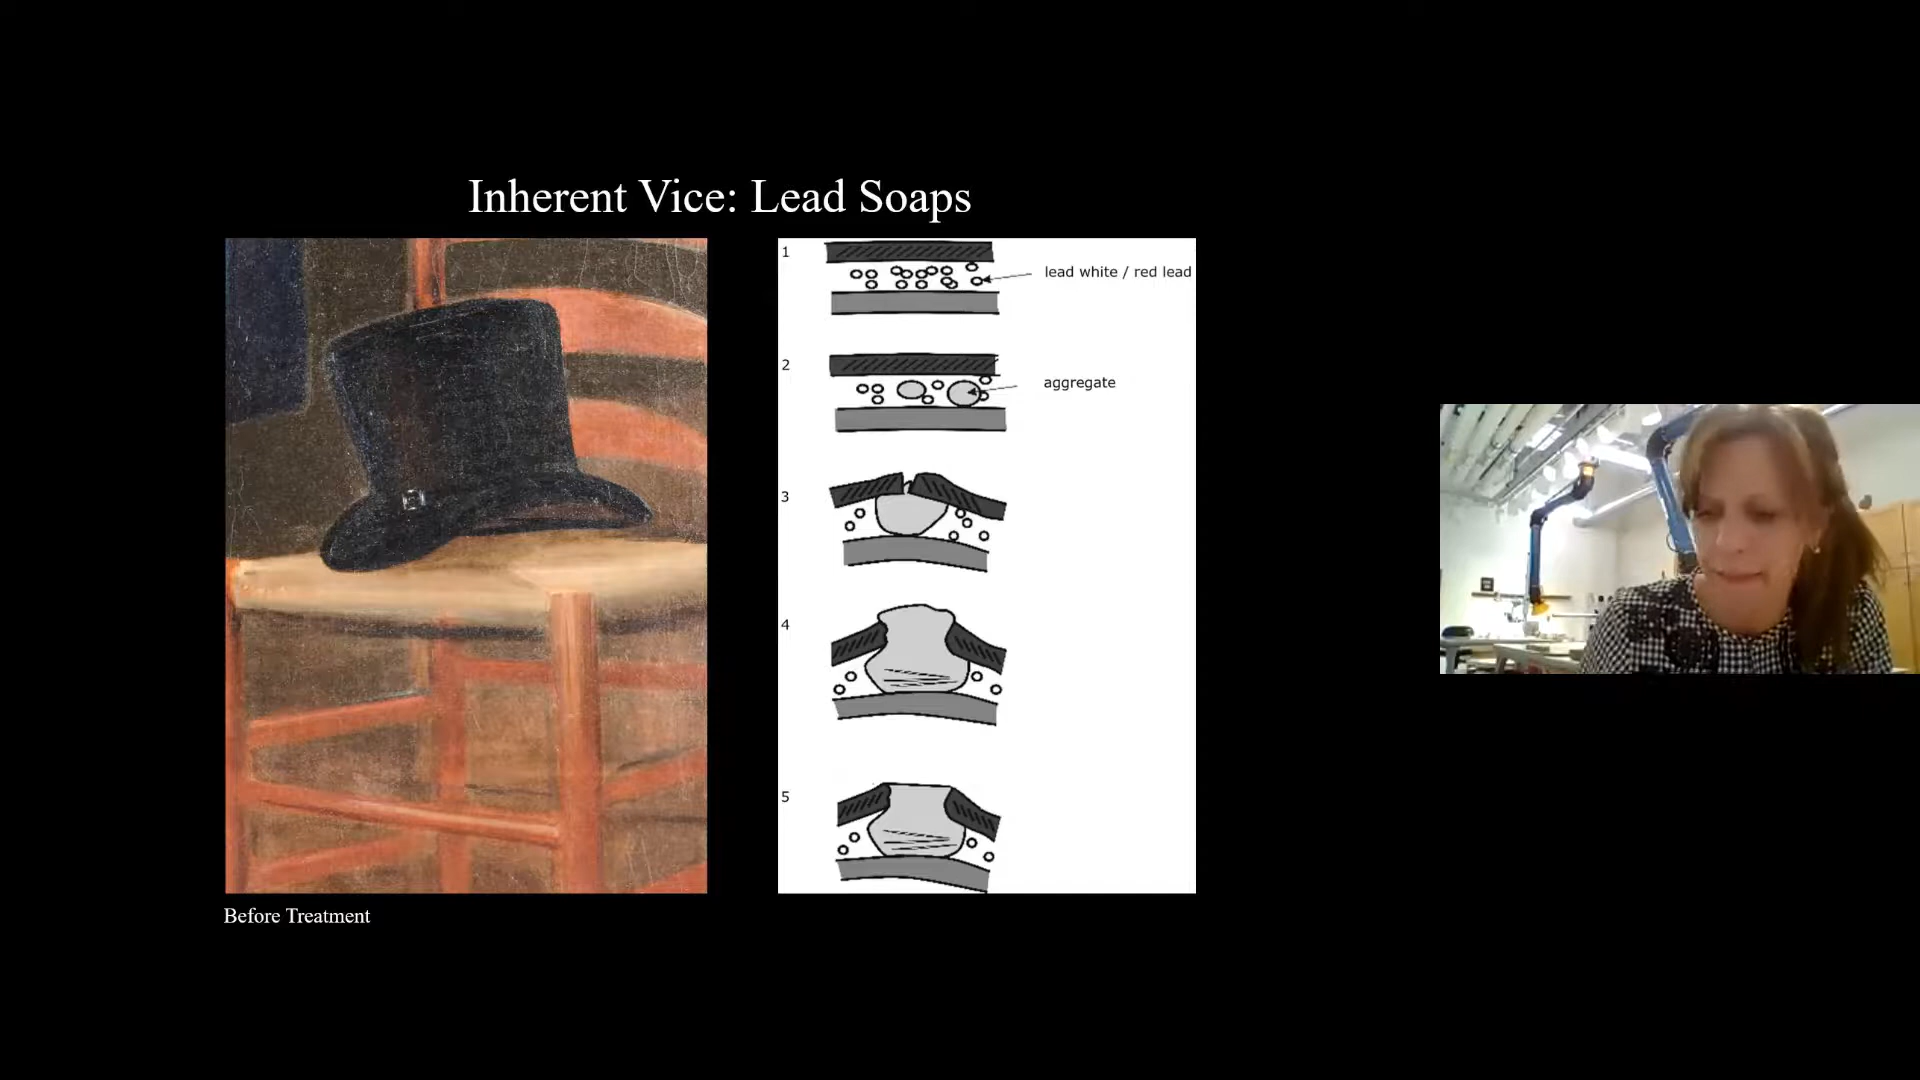 Inherent Vice: Lead Soaps
1
lead white / red lead
2
aggregate
3
4
5
Before Treatment